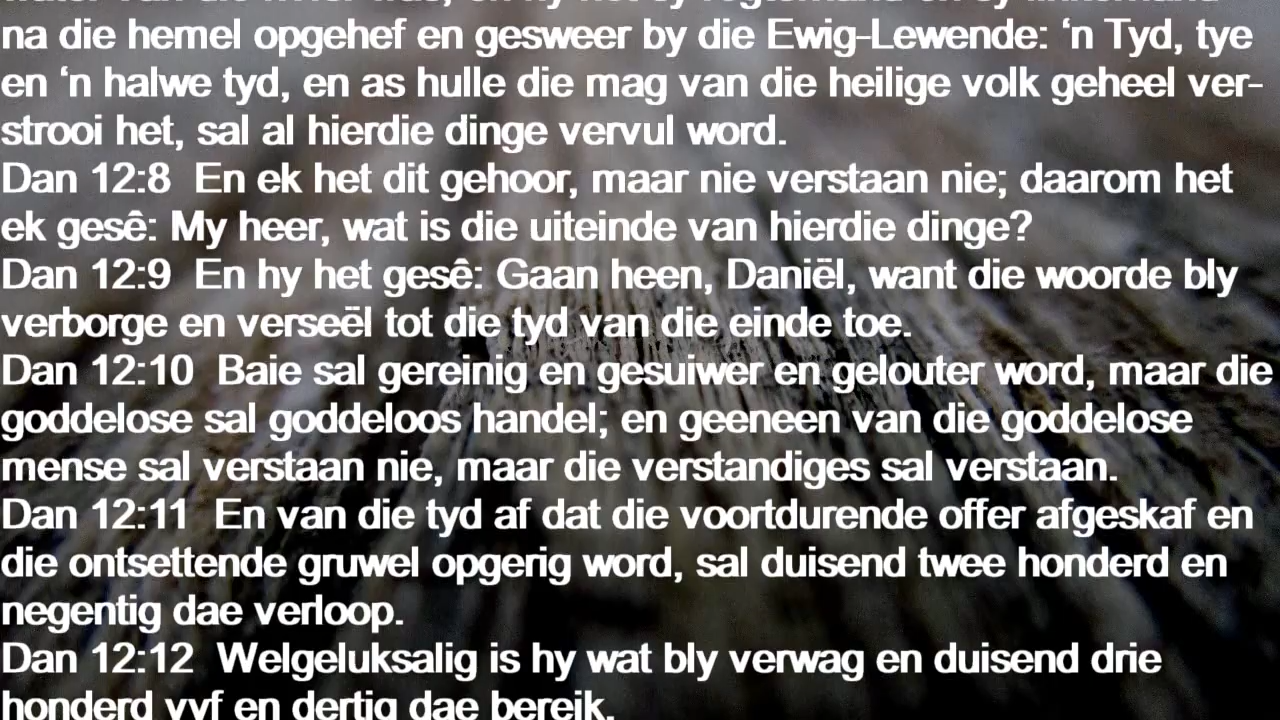 na die hemel opgehef en gesweer by die Ewig-Lewende: ‘n Tyd, tye
en ‘n halwe tyd, en as hulle die mag van die heilige volk geheel ver-
strooi het, sal al hierdie dinge vervul word.
Dan 12:8  En ek het dit gehoor, maar nie verstaan nie; daarom het
ek gesê: My heer, wat is die uiteinde van hierdie dinge?
Dan 12:9  En hy het gesê: Gaan heen, Daniël, want die woorde bly
verborge en verseël tot die tyd van die einde toe.
Dan 12:10  Baie sal gereinig en gesuiwer en gelouter word, maar die
goddelose sal goddeloos handel; en geeneen van die goddelose
mense sal verstaan nie, maar die verstandiges sal verstaan.
Dan 12:11  En van die tyd af dat die voortdurende offer afgeskaf en
die ontsettende gruwel opgerig word, sal duisend twee honderd en
negentig dae verloop.
Dan 12:12  Welgeluksalig is hy wat bly verwag en duisend drie
honderd vyf en dertig dae bereik.